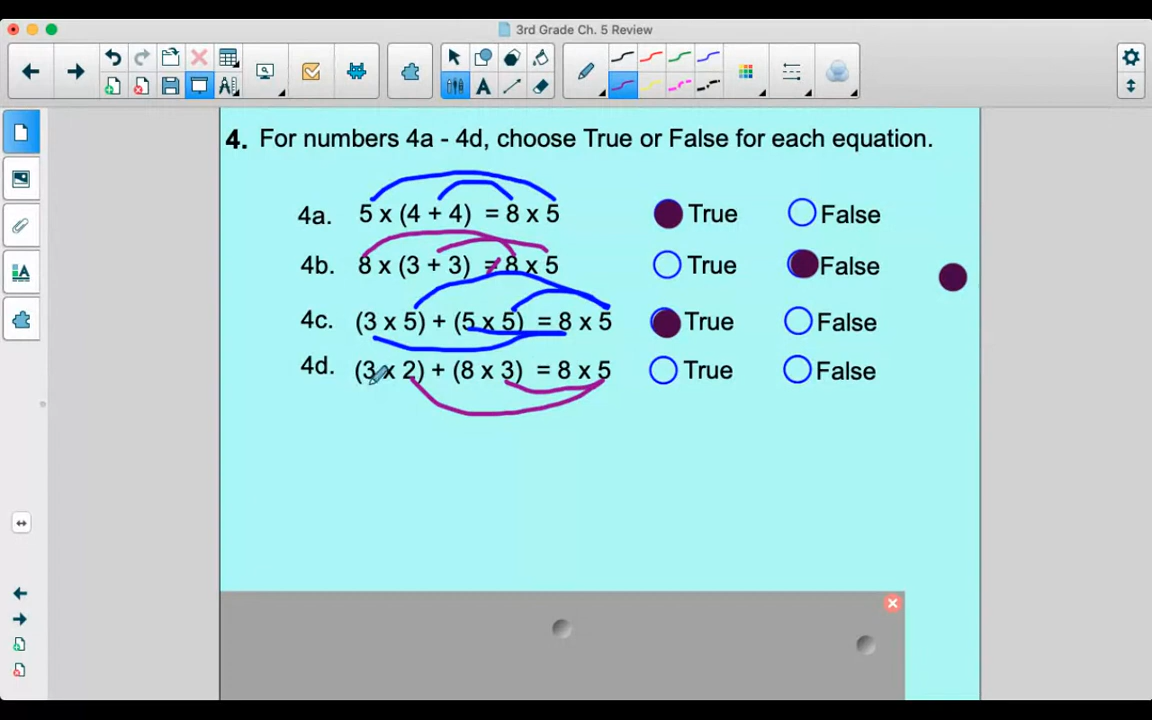 3rd Grade Ch. 5 Review
4. For numbers 4a - 4d, choose True or False for each equation.
4a. 5 x (4 + 4) = 8 x 5 True False
4b. 8 x (3 + 3) = 8 x 5 True False
4c. (3 x 5) + (5 x 5) = 8 x 5 True False
4d. (3 x 2) + (8 x 3) = 8 x 5 True False